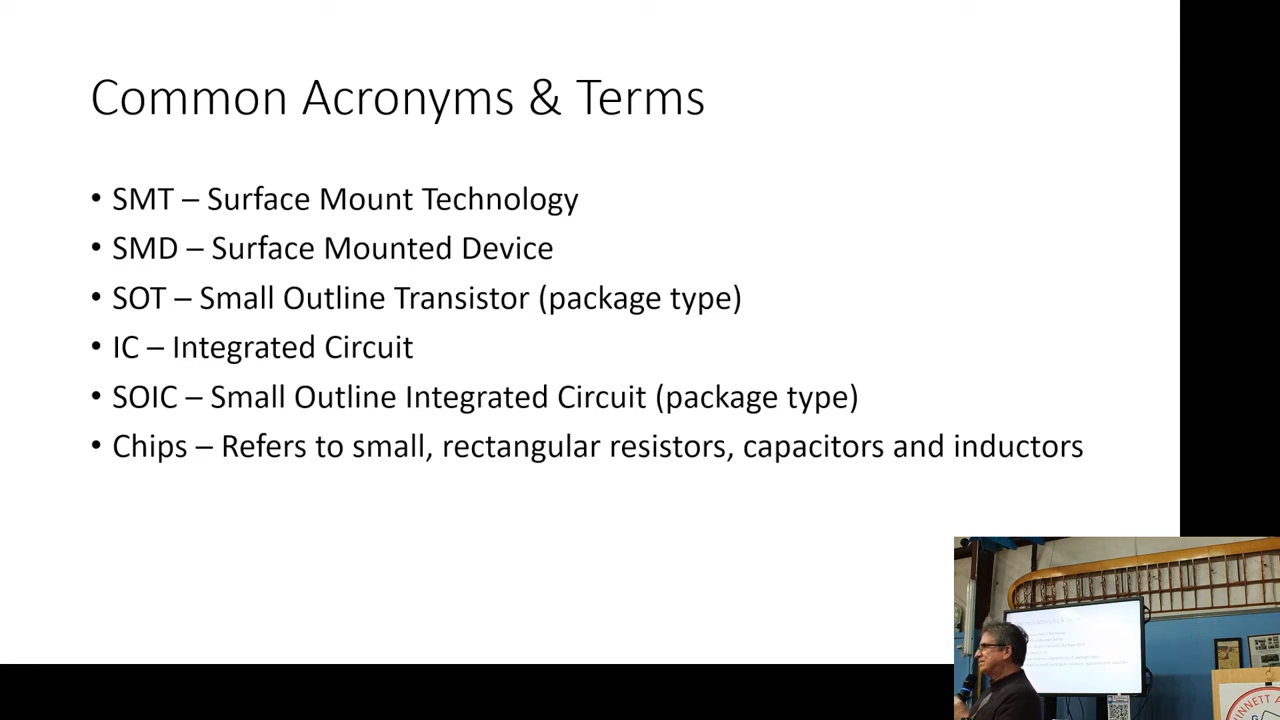 Common Acronyms & Terms
• SMT – Surface Mount Technology
• SMD – Surface Mounted Device
• SOT – Small Outline Transistor (package type)
• IC – Integrated Circuit
• SOIC – Small Outline Integrated Circuit (package type)
• Chips – Refers to small, rectangular resistors, capacitors and inductors